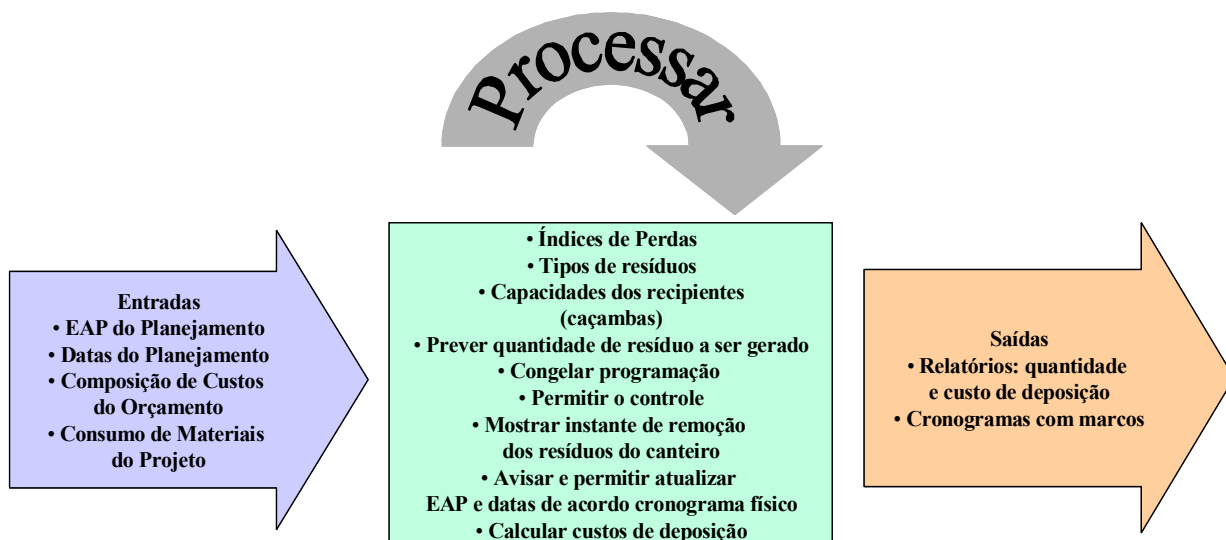 Processar
Entradas
• EAP do Planejamento
• Datas do Planejamento
• Composição de Custos
do Orçamento
• Consumo de Materiais
do Projeto
• Índices de Perdas
• Tipos de resíduos
• Capacidades dos recipientes
(caçambas)
• Prever quantidade de resíduo a ser gerado
• Congelar programação
• Permitir o controle
• Mostrar instante de remoção
dos resíduos do canteiro
• Avisar e permitir atualizar
EAP e datas de acordo cronograma físico
• Calcular custos de deposição
Saídas
• Relatórios: quantidade
e custo de deposição
• Cronogramas com marcos